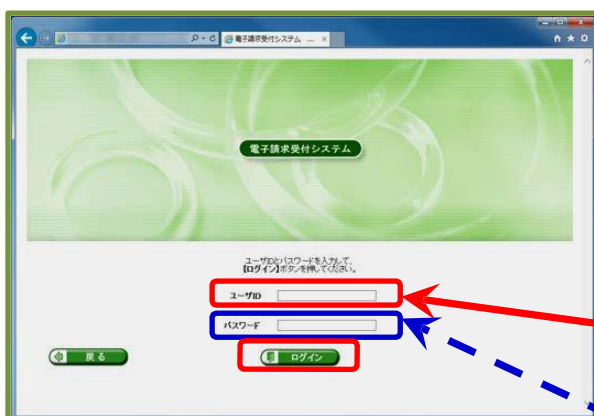 電子請求受付システム ... ×
電子請求受付システム
ユーザIDとパスワードを入力して、
【ログイン】ボタンを押してください。
ユーザID
パスワード
戻る
ログイン